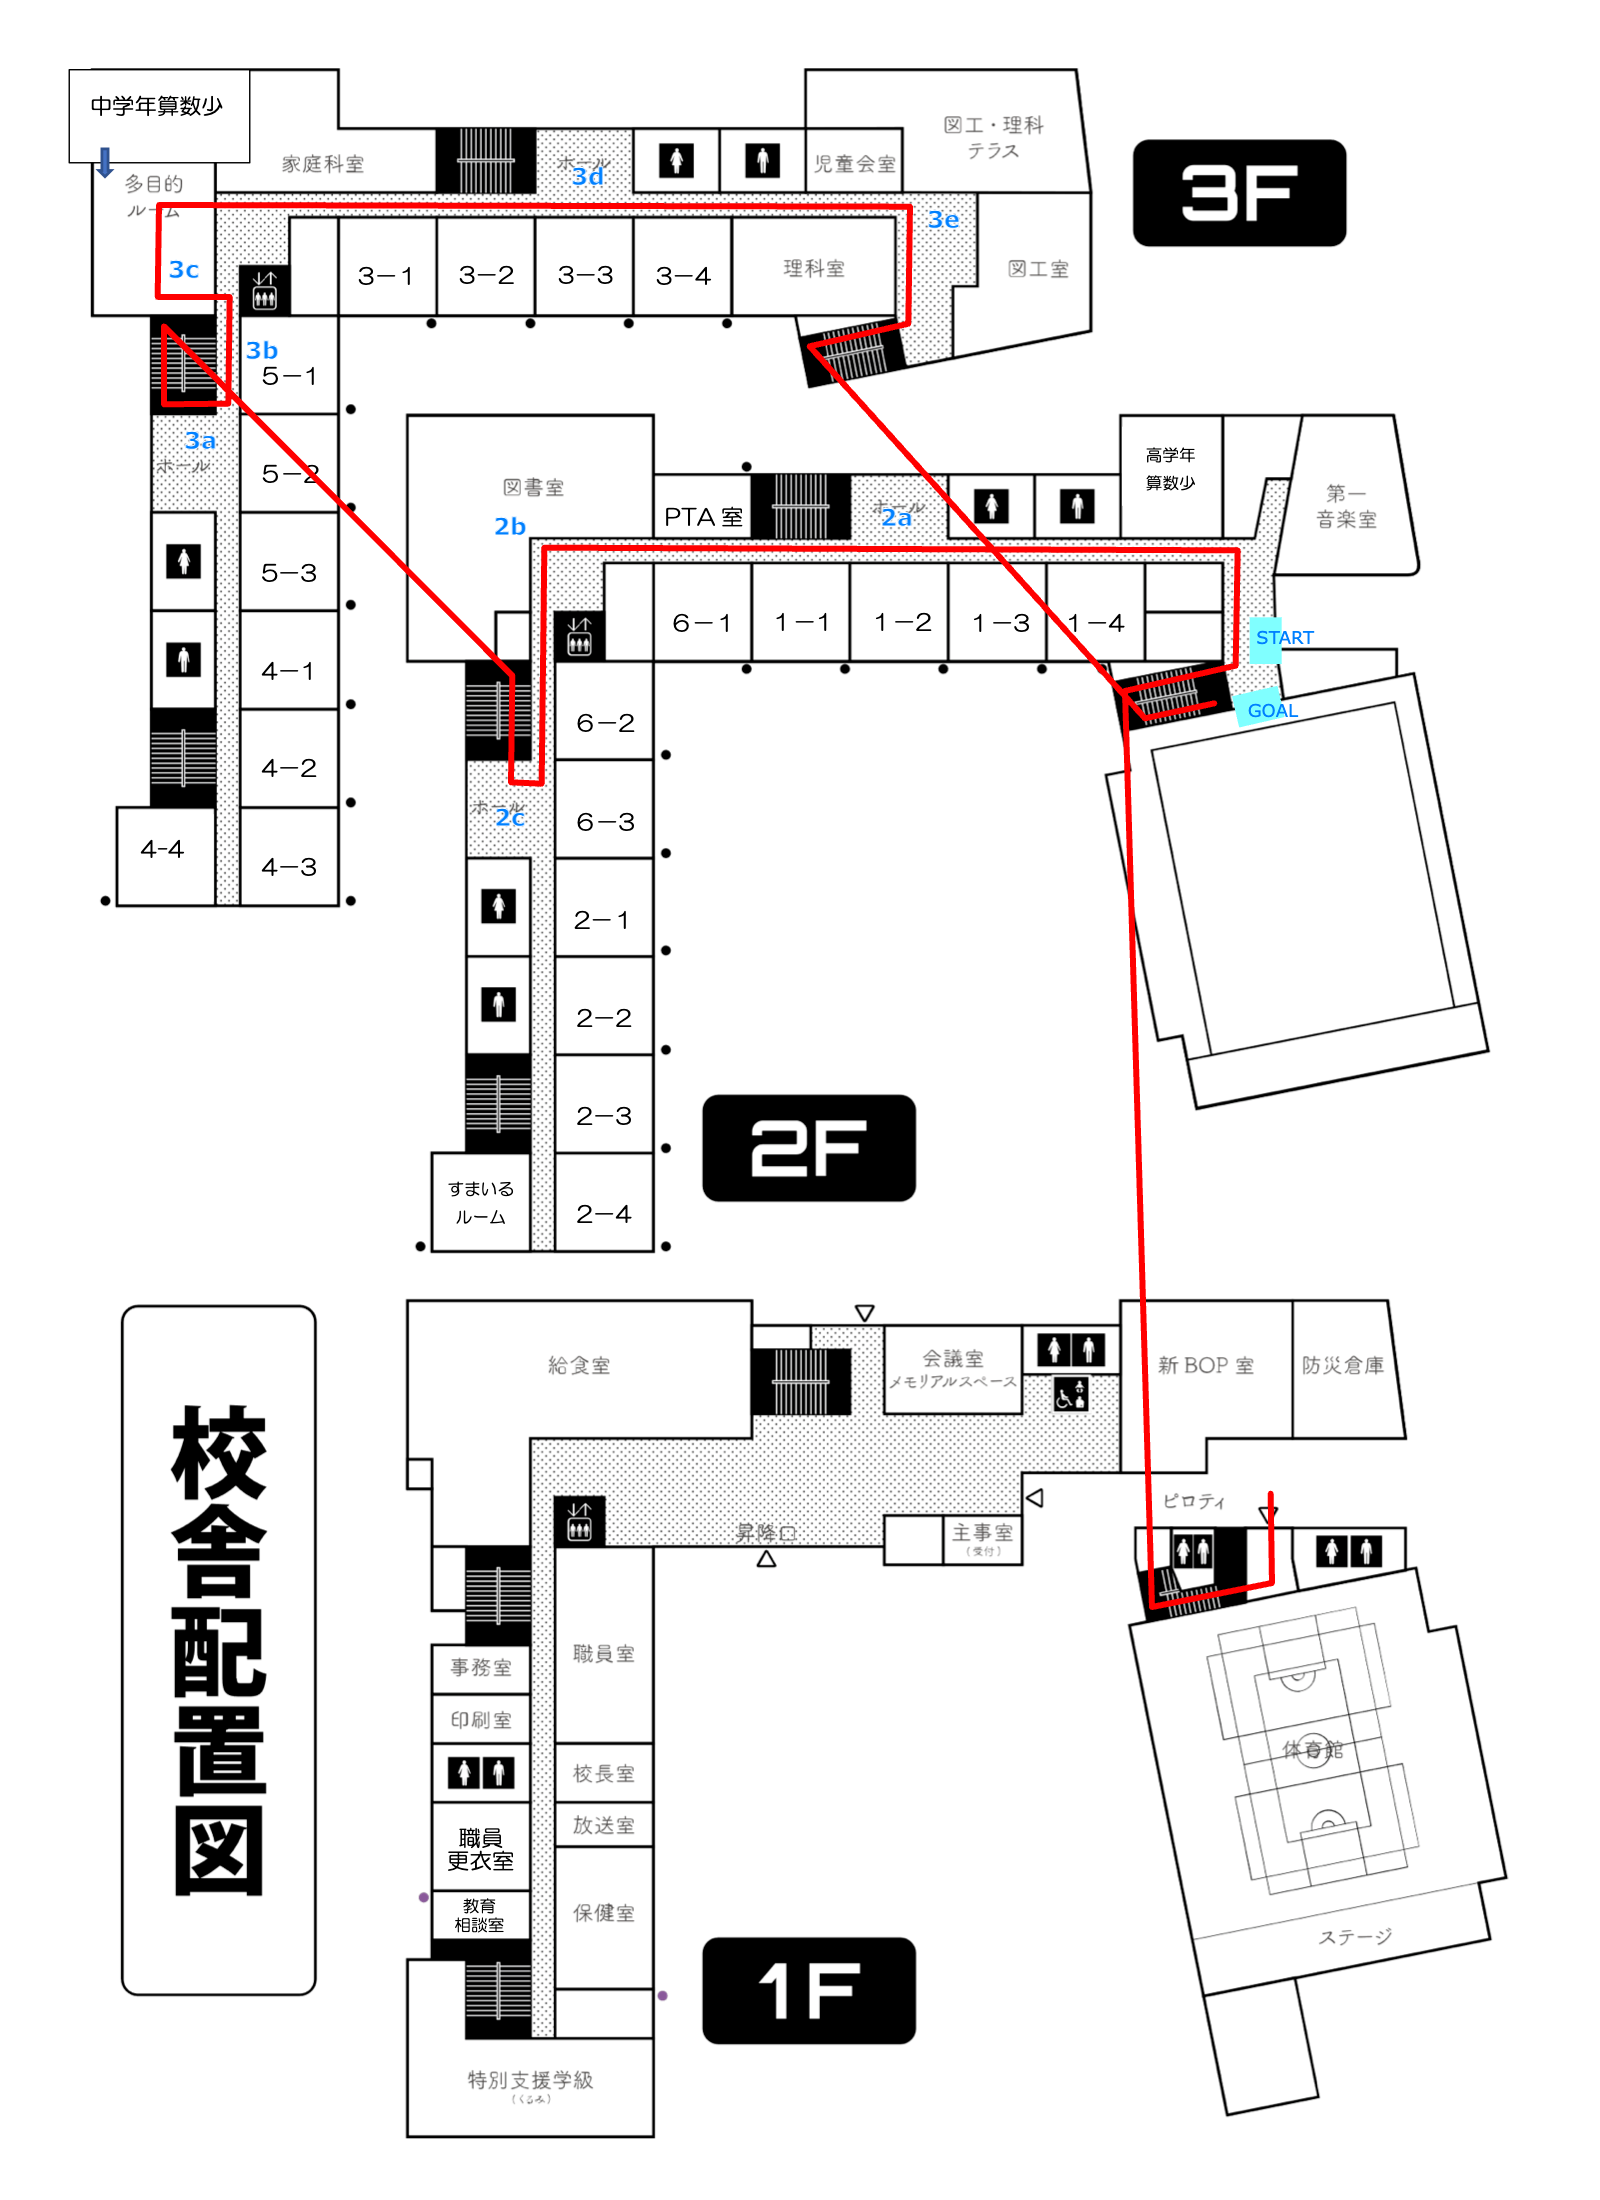 中学年算数少
多目的
ルーム
3c
家庭科室
ホール
3d
児童会室
図工・理科
テラス
3F
3e
3－1
3－2
3－3
3－4
理科室
図工室
3b
5－1
3a
ホール
5－2
5－3
4－1
4－2
4-4
4－3
図書室
2b
PTA 室
ホール
2a
高学年
算数少
第一
音楽室
6－1
1－1
1－2
1－3
1－4
START
GOAL
6－2
ホール
2c
6－3
2－1
2－2
2－3
2F
すまいる
ルーム
2－4
校舎配置図
給食室
会議室
メモリアルスペース
新 BOP 室
防災倉庫
ピロティ
昇降口
主事室
（受付）
職員室
事務室
印刷室
校長室
体育館
放送室
職員
更衣室
教育
相談室
保健室
ステージ
1F
特別支援学級
（くるみ）